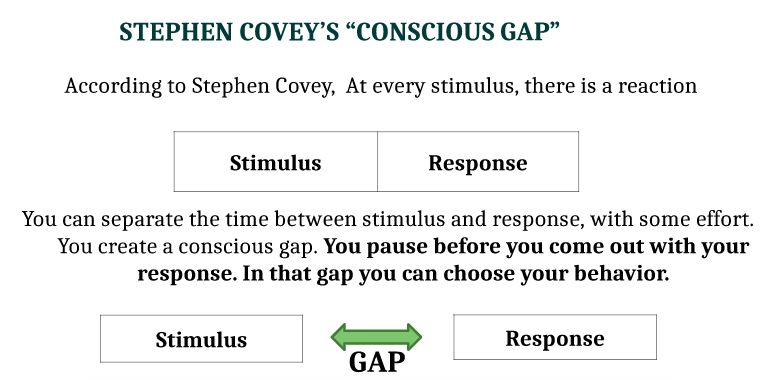 STEPHEN COVEY’S “CONSCIOUS GAP”
According to Stephen Covey,  At every stimulus, there is a reaction
Stimulus Response
You can separate the time between stimulus and response, with some effort.
You create a conscious gap. You pause before you come out with your
response. In that gap you can choose your behavior.
Stimulus Response
GAP